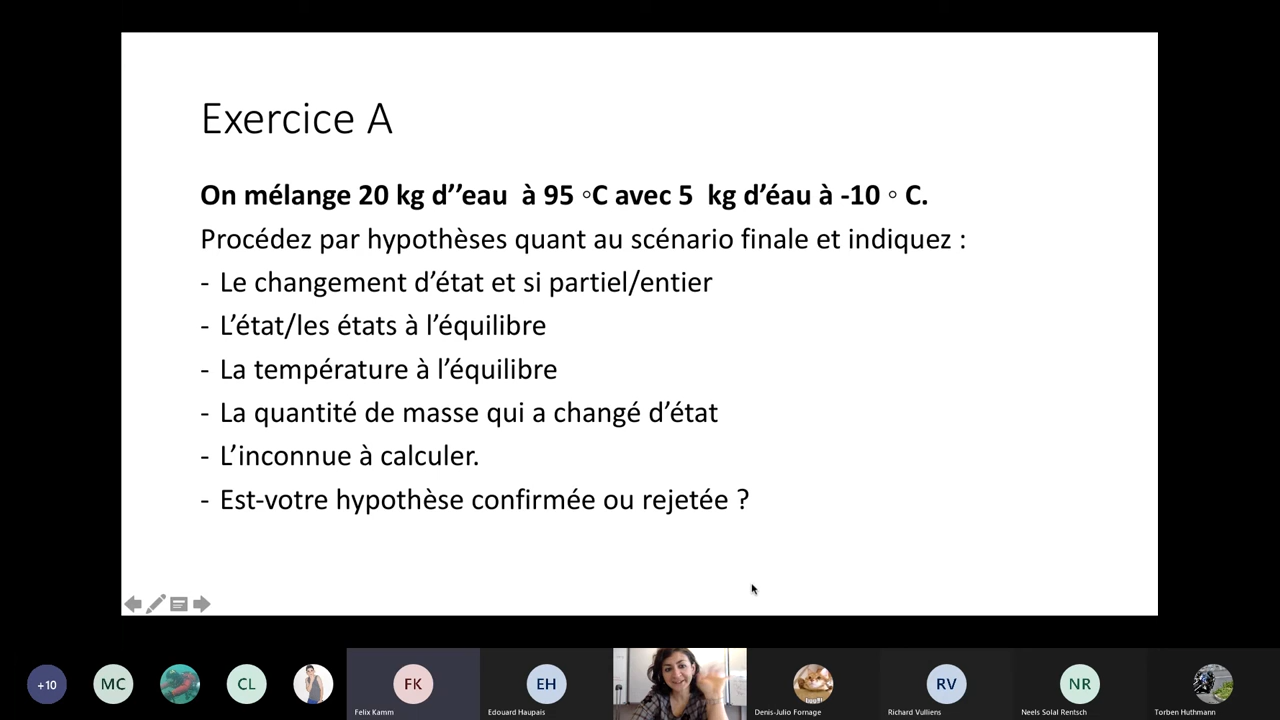 Exercice A
On mélange 20 kg d’’eau à 95 ◦C avec 5 kg d’éau à -10 ◦ C.
Procédez par hypothèses quant au scénario finale et indiquez :
- Le changement d’état et si partiel/entier
- L’état/les états à l’équilibre
- La température à l’équilibre
- La quantité de masse qui a changé d’état
- L’inconnue à calculer.
- Est-votre hypothèse confirmée ou rejetée ?
+10 MC CL FK EH RV NR
Felix Kamm Edouard Haupais Denis-Julio Fornage Richard Vulliens Neels Solal Rentsch Torben Huthmann